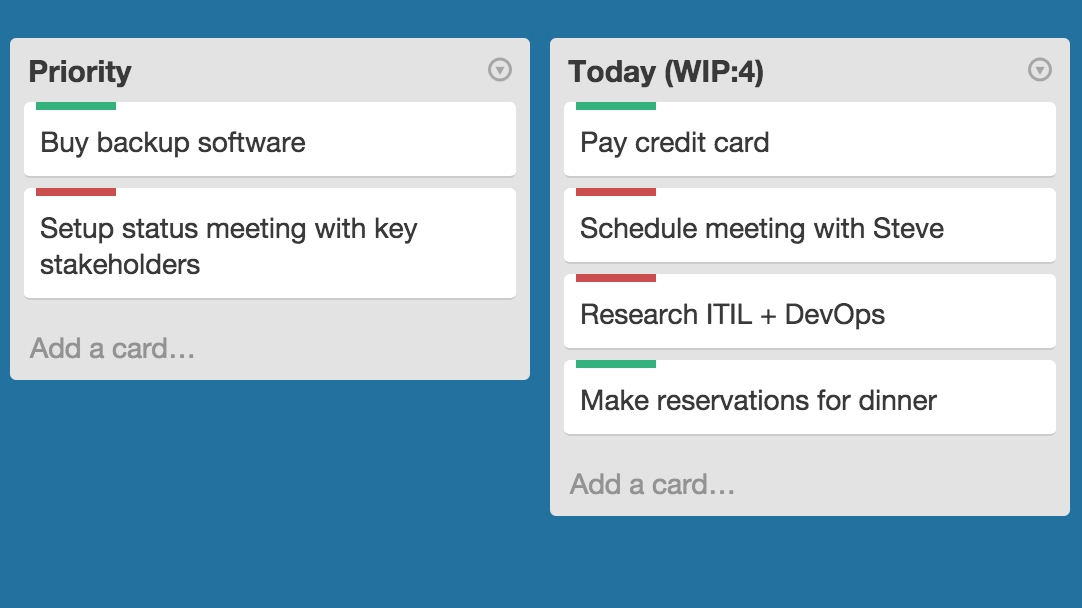 Priority
Buy backup software
Setup status meeting with key
stakeholders
Add a card…
Today (WIP:4)
Pay credit card
Schedule meeting with Steve
Research ITIL + DevOps
Make reservations for dinner
Add a card…